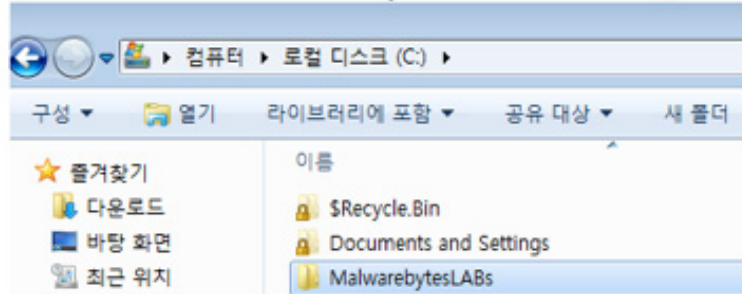 컴퓨터 로컬 디스크 (C:)
구성 열기 라이브러리에 포함 공유 대상 새 폴더
즐겨찾기
다운로드
바탕 화면
최근 위치
이름
$Recycle.Bin
Documents and Settings
MalwarebytesLABs